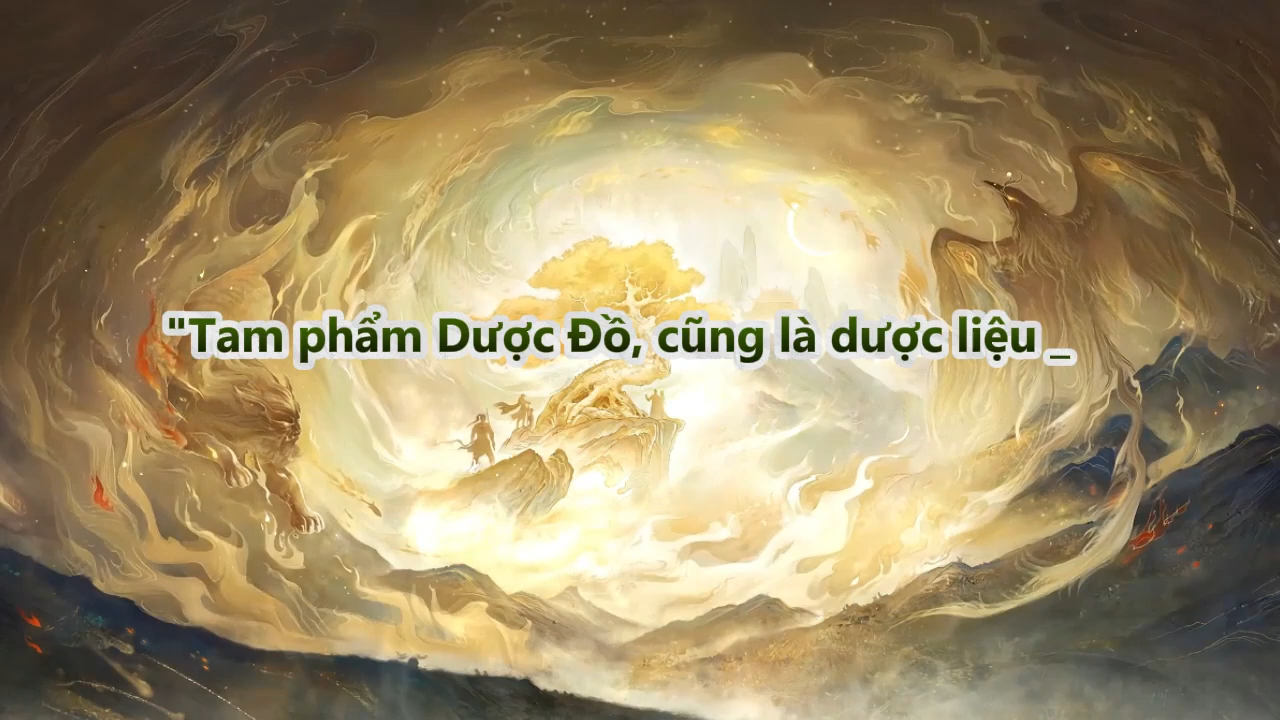 "Tam phẩm Dược Đồ, cũng là dược liệu _